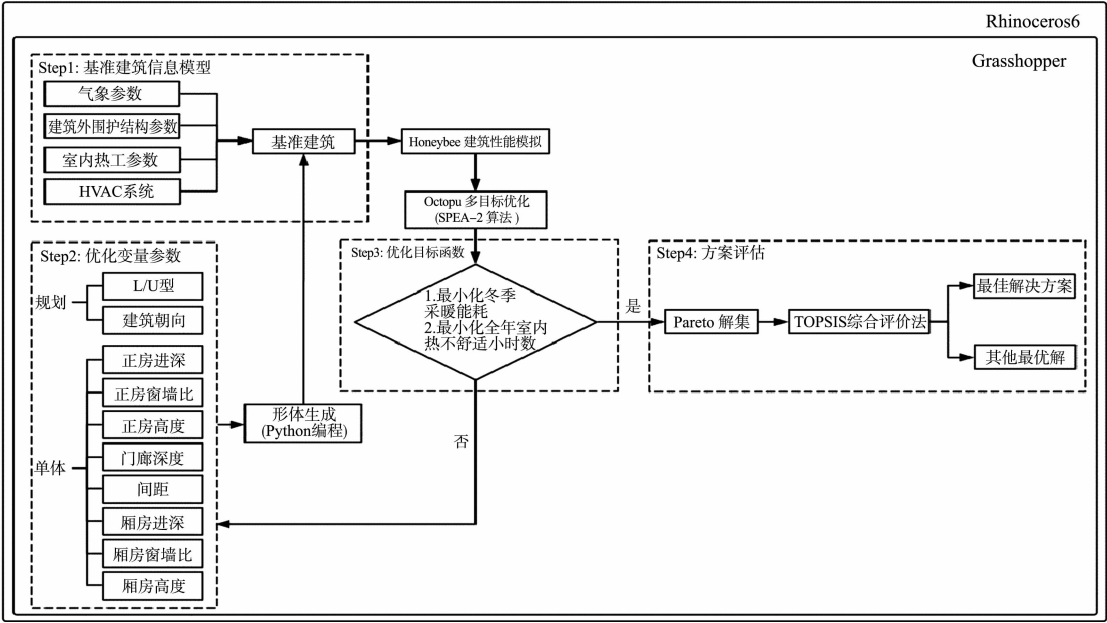 Rhinoceros6
Grasshopper
Step1: 基准建筑信息模型
气象参数
建筑外围护结构参数
室内热工参数
HVAC系统
基准建筑
Honeybee 建筑性能模拟
Octopu 多目标优化
(SPEA-2 算法)
Step2: 优化变量参数
规划
L/U型
建筑朝向
单体
正房进深
正房窗墙比
正房高度
门廊深度
间距
厢房进深
厢房窗墙比
厢房高度
形体生成
(Python编程)
Step3: 优化目标函数
1.最小化冬季
采暖能耗
2.最小化全年室内
热不舒适小时数
是
否
Step4: 方案评估
Pareto 解集
TOPSIS综合评价法
最佳解决方案
其他最优解